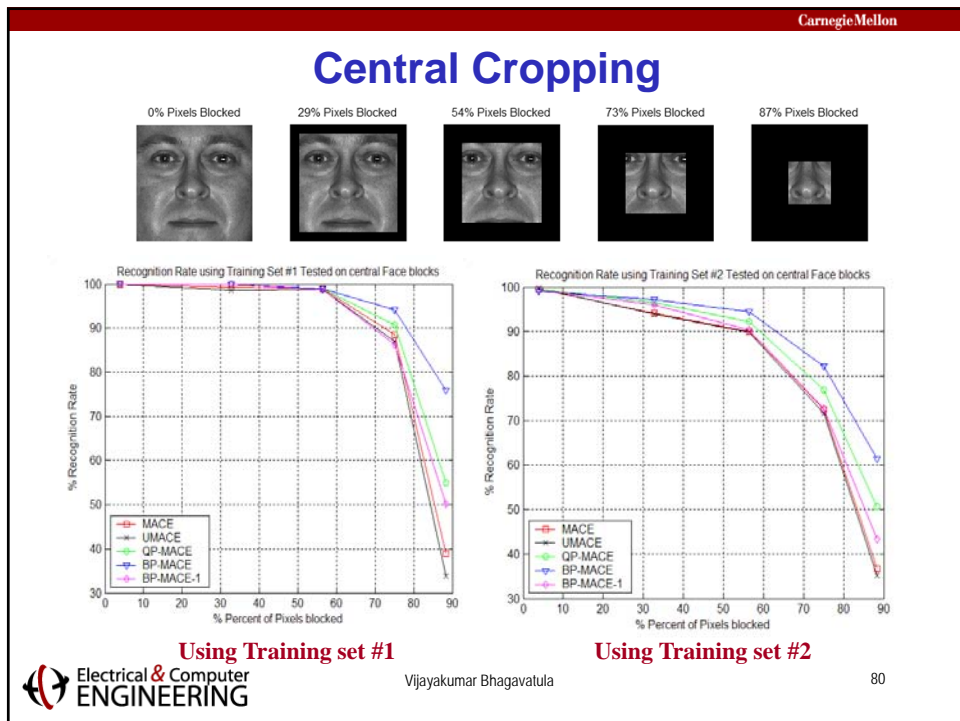 Carnegie Mellon
Central Cropping
0% Pixels Blocked
29% Pixels Blocked
54% Pixels Blocked
73% Pixels Blocked
87% Pixels Blocked
Recognition Rate using Training Set #1 Tested on central Face blocks
% Recognition Rate
100
90
80
70
60
50
40
30
MACE
UMACE
QP-MACE
BP-MACE
BP-MACE-1
0 10 20 30 40 50 60 70 80 90
% Percent of Pixels blocked
Using Training set #1
Recognition Rate using Training Set #2 Tested on central Face blocks
% Recognition Rate
100
90
80
70
60
50
40
30
MACE
UMACE
QP-MACE
BP-MACE
BP-MACE-1
0 10 20 30 40 50 60 70 80 90
% Percent of Pixels blocked
Using Training set #2
Electrical & Computer
ENGINEERING
Vijayakumar Bhagavatula
80